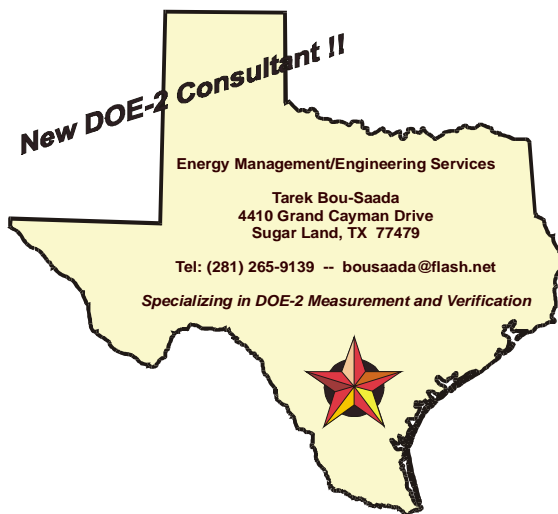 New DOE-2 Consultant !!
Energy Management/Engineering Services
Tarek Bou-Saada
4410 Grand Cayman Drive
Sugar Land, TX  77479
Tel: (281) 265-9139  --  bousaada@flash.net
Specializing in DOE-2 Measurement and Verification